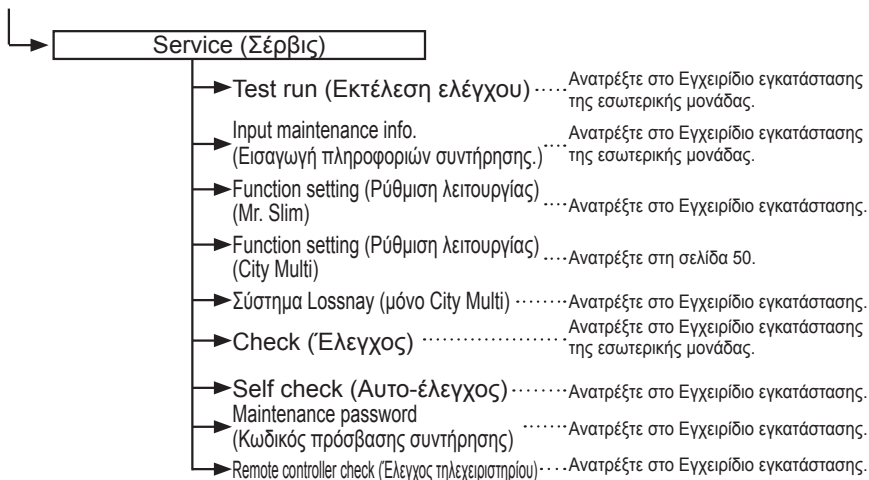 Service (Σέρβις)
Test run (Εκτέλεση ελέγχου) ····· Ανατρέξτε στο Εγχειρίδιο εγκατάστασης
της εσωτερικής μονάδας.
Input maintenance info.
(Εισαγωγή πληροφοριών συντήρησης.)
Ανατρέξτε στο Εγχειρίδιο εγκατάστασης
της εσωτερικής μονάδας.
Function setting (Ρύθμιση λειτουργίας)
(Mr. Slim)
Ανατρέξτε στο Εγχειρίδιο εγκατάστασης.
Function setting (Ρύθμιση λειτουργίας)
(City Multi)
Ανατρέξτε στη σελίδα 50.
Σύστημα Lossnay (μόνο City Multi) ······· Ανατρέξτε στο Εγχειρίδιο εγκατάστασης.
Check (Έλεγχος) ················· Ανατρέξτε στο Εγχειρίδιο εγκατάστασης
της εσωτερικής μονάδας.
Self check (Αυτο-έλεγχος) ······· Ανατρέξτε στο Εγχειρίδιο εγκατάστασης.
Maintenance password
(Κωδικός πρόσβασης συντήρησης)
Ανατρέξτε στο Εγχειρίδιο εγκατάστασης.
Remote controller check (Έλεγχος τηλεχειριστηρίου) ···· Ανατρέξτε στο Εγχειρίδιο εγκατάστασης.